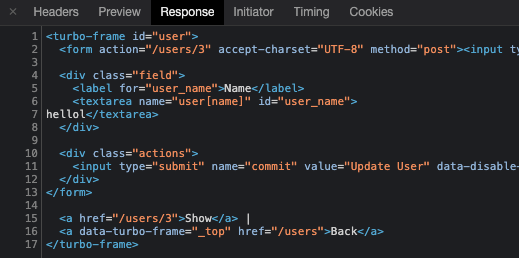 × Headers Preview Response Initiator Timing Cookies
1 <turbo-frame id="user">
2   <form action="/users/3" accept-charset="UTF-8" method="post"><input ty
3
4   <div class="field">
5     <label for="user_name">Name</label>
6     <textarea name="user[name]" id="user_name">
7 hellol</textarea>
8   </div>
9
10   <div class="actions">
11     <input type="submit" name="commit" value="Update User" data-disable-
12   </div>
13 </form>
14
15   <a href="/users/3">Show</a> |
16   <a data-turbo-frame="_top" href="/users">Back</a>
17 </turbo-frame>